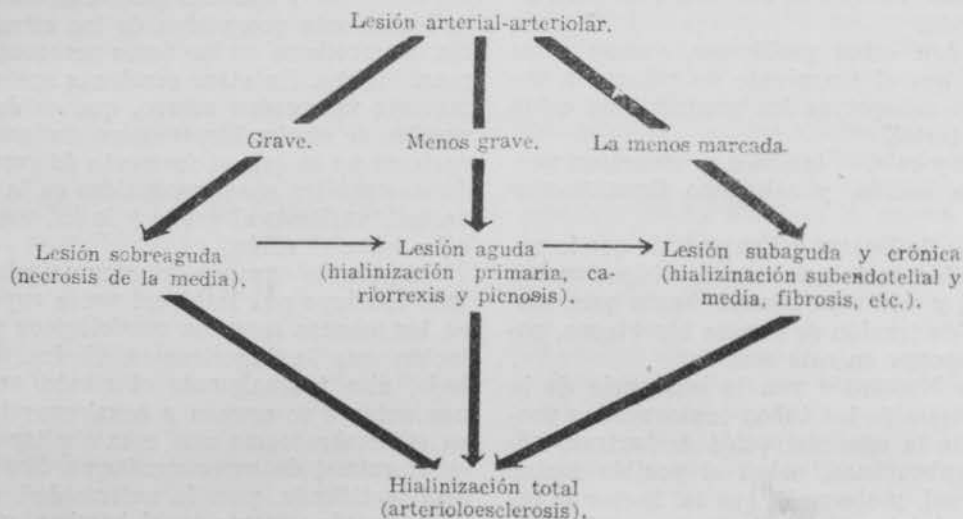 Lesión arterial-arteriolar.
Grave.
Menos grave.
La menos marcada.
Lesión sobreaguda
(necrosis de la media).
Lesión aguda
(hialinización primaria, ca-
riorrexis y picnosis).
Lesión subaguda y crónica
(hializinación subendotelial y
media, fibrosis, etc.).
Hialinización total
(arterioloesclerosis).